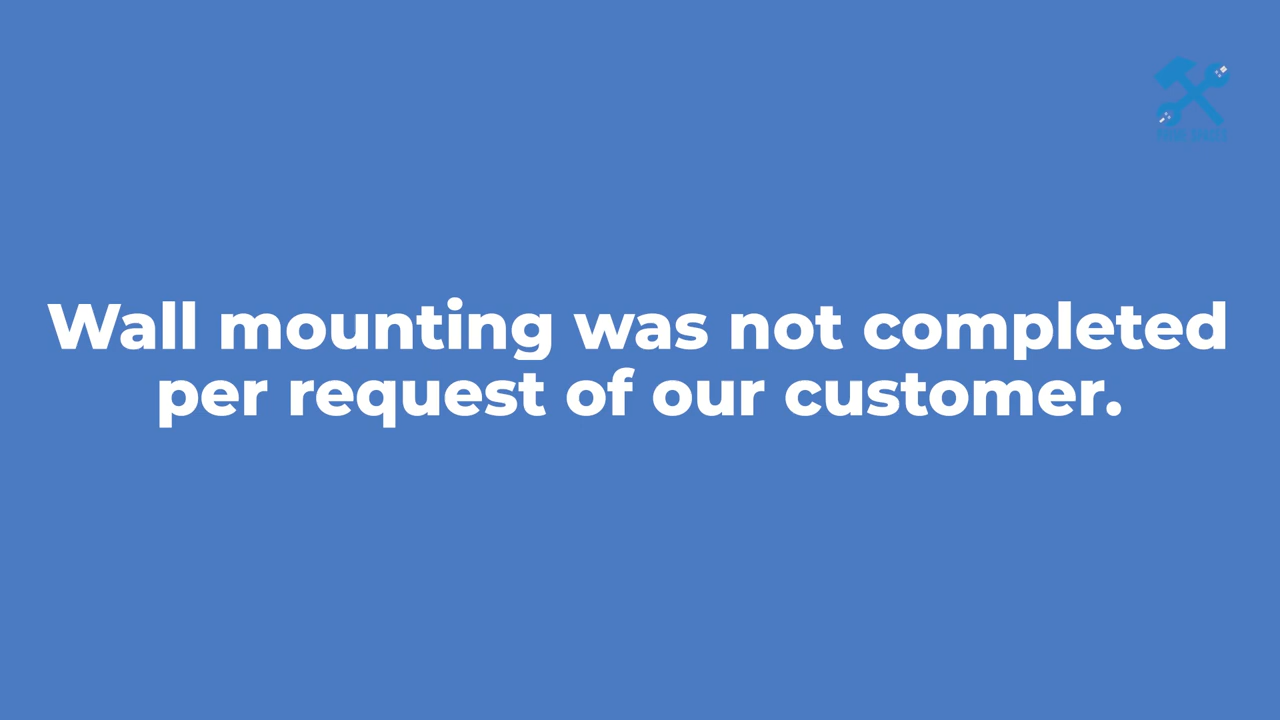 Wall mounting was not completed
per request of our customer.